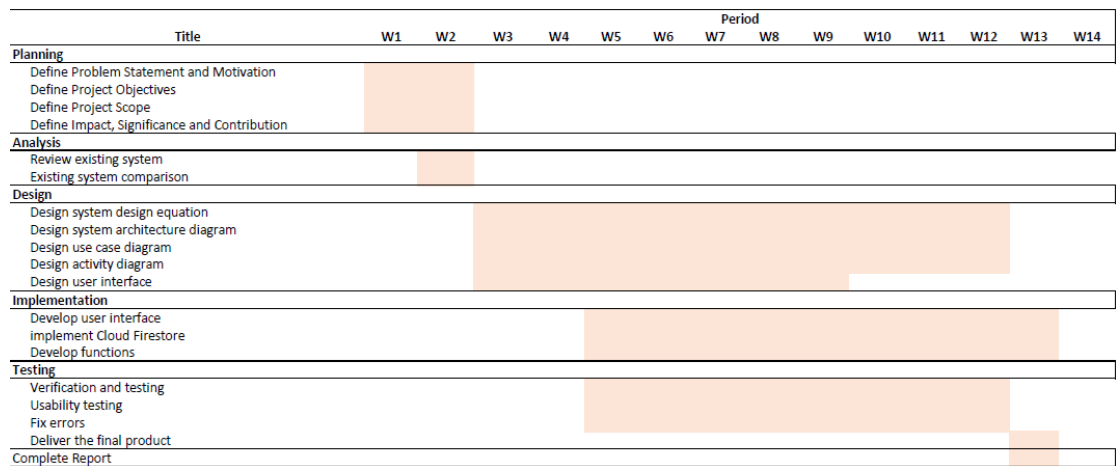 Period
Title W1 W2 W3 W4 W5 W6 W7 W8 W9 W10 W11 W12 W13 W14
Planning
Define Problem Statement and Motivation
Define Project Objectives
Define Project Scope
Define Impact, Significance and Contribution
Analysis
Review existing system
Existing system comparison
Design
Design system design equation
Design system architecture diagram
Design use case diagram
Design activity diagram
Design user interface
Implementation
Develop user interface
implement Cloud Firestore
Develop functions
Testing
Verification and testing
Usability testing
Fix errors
Deliver the final product
Complete Report